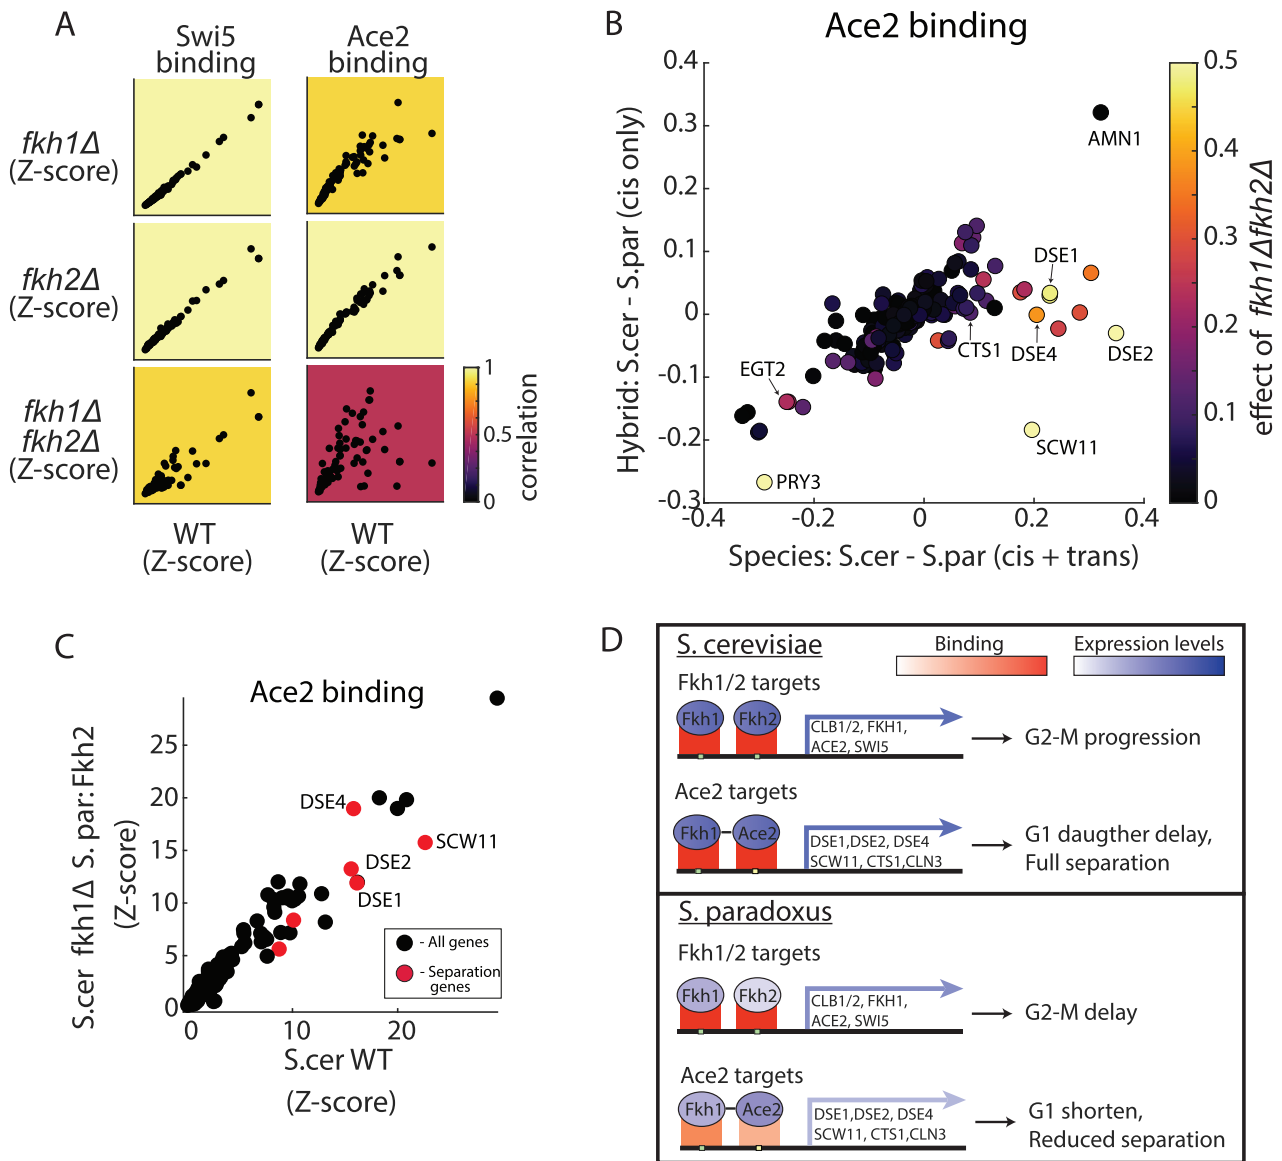 A
Swi5
binding
Ace2
binding
fkh1Δ
(Z-score)
fkh2Δ
(Z-score)
fkh1Δ
fkh2Δ
(Z-score)
1
0.5
0
correlation
WT
(Z-score)
WT
(Z-score)
B
Ace2 binding
Hybrid: S.cer - S.par (cis only)
0.4
0.3
0.2
0.1
0
-0.1
-0.2
-0.3
-0.4
-0.2
0
0.2
0.4
Species: S.cer - S.par (cis + trans)
AMN1
DSE1
CTS1
DSE4
DSE2
EGT2
SCW11
PRY3
0.5
0.4
0.3
0.2
0.1
0
effect of fkh1Δfkh2Δ
C
Ace2 binding
S.cer fkh1Δ S. par: Fkh2
(Z-score)
25
20
15
10
5
0
0
10
20
S.cer WT
(Z-score)
DSE4
SCW11
DSE2
DSE1
- All genes
- Separation
genes
D
S. cerevisiae
Binding
Expression levels
Fkh1/2 targets
Fkh1
Fkh2
CLB1/2, FKH1,
ACE2, SWI5
G2-M progression
Ace2 targets
Fkh1
Ace2
DSE1,DSE2, DSE4
SCW11, CTS1,CLN3
G1 daugther delay,
Full separation
S. paradoxus
Fkh1/2 targets
Fkh1
Fkh2
CLB1/2, FKH1,
ACE2, SWI5
G2-M delay
Ace2 targets
Fkh1
Ace2
DSE1,DSE2, DSE4
SCW11, CTS1,CLN3
G1 shorten,
Reduced separation